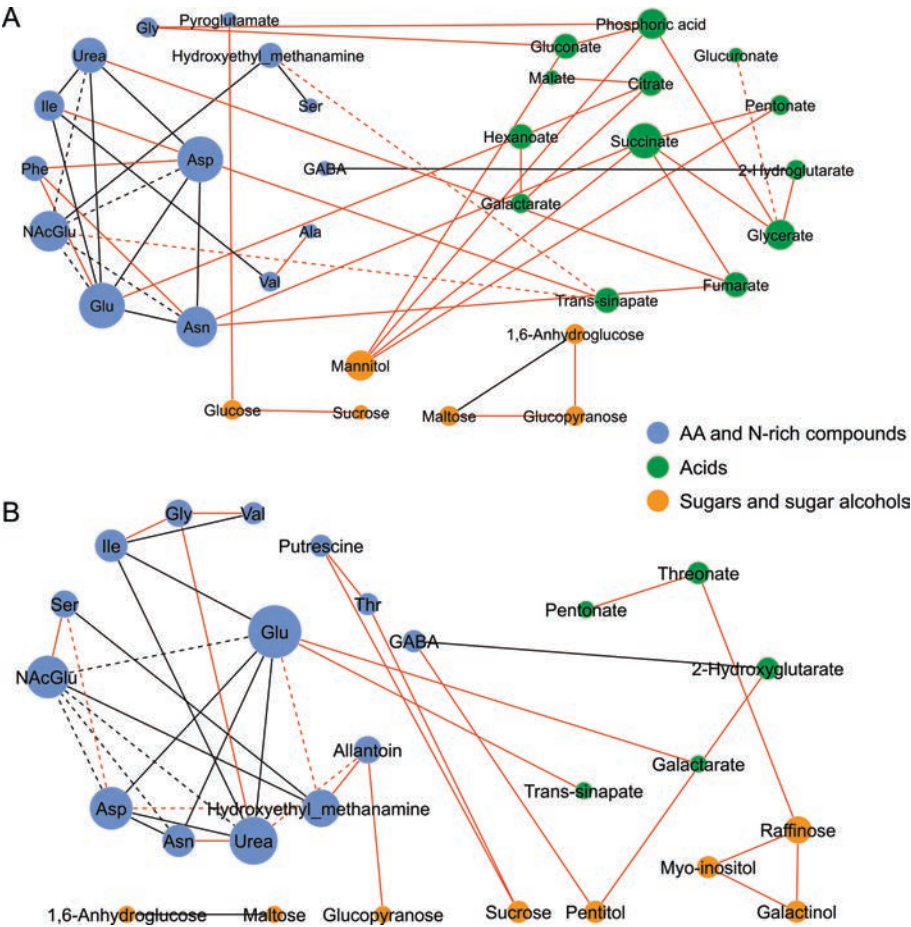 A
Pyroglutamate
Gly
Phosphoric acid
Urea
Hydroxyethyl_methanamine
Gluconate
Glucuronate
Malate
Citrate
Ile
Ser
Pentonate
Hexanoate
Succinate
Asp
Phe
GABA
2-Hydroglutarate
Galactarate
NAcGlu
Ala
Glycerate
Val
Fumarate
Glu
Trans-sinapate
Asn
1,6-Anhydroglucose
Mannitol
Glucose
Sucrose
Maltose
Glucopyranose
AA and N-rich compounds
Acids
Sugars and sugar alcohols
B
Gly
Val
Ile
Putrescine
Threonate
Ser
Thr
Pentonate
Glu
GABA
NAcGlu
2-Hydroxyglutarate
Allantoin
Galactarate
Trans-sinapate
Asp
Hydroxyethyl_methanamine
Asn
Urea
Raffinose
Myo-inositol
1,6-Anhydroglucose
Maltose
Glucopyranose
Sucrose
Pentitol
Galactinol